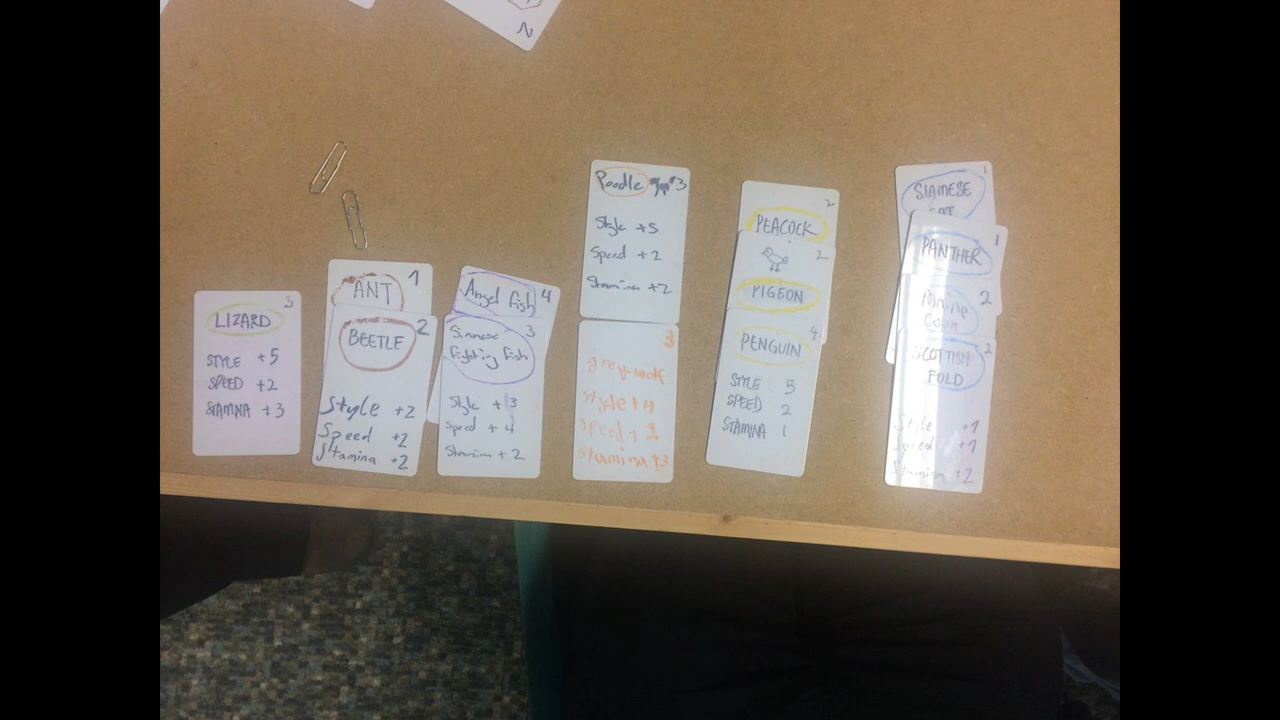 2
3
LIZARD
STYLE +5
SPEED +2
STAMINA +3
1
ANT
2
BEETLE
Style +2
Speed +2
Stamina +2
4
Angel fish
3
Siamese
fighting fish
Style +3
Speed +4
Stamina +2
Poodle 3
Style +5
Speed +2
Stamina +2
3
grey wolf
style +4
speed + 2
stamina +3
2
PEACOCK
2
PIGEON
4
PENGUIN
STYLE 5
SPEED 2
STAMINA 1
1
SIAMESE
CAT
1
PANTHER
2
Maine
Coon
2
SCOTTISH
FOLD
Style +1
Speed +1
Stamina +2